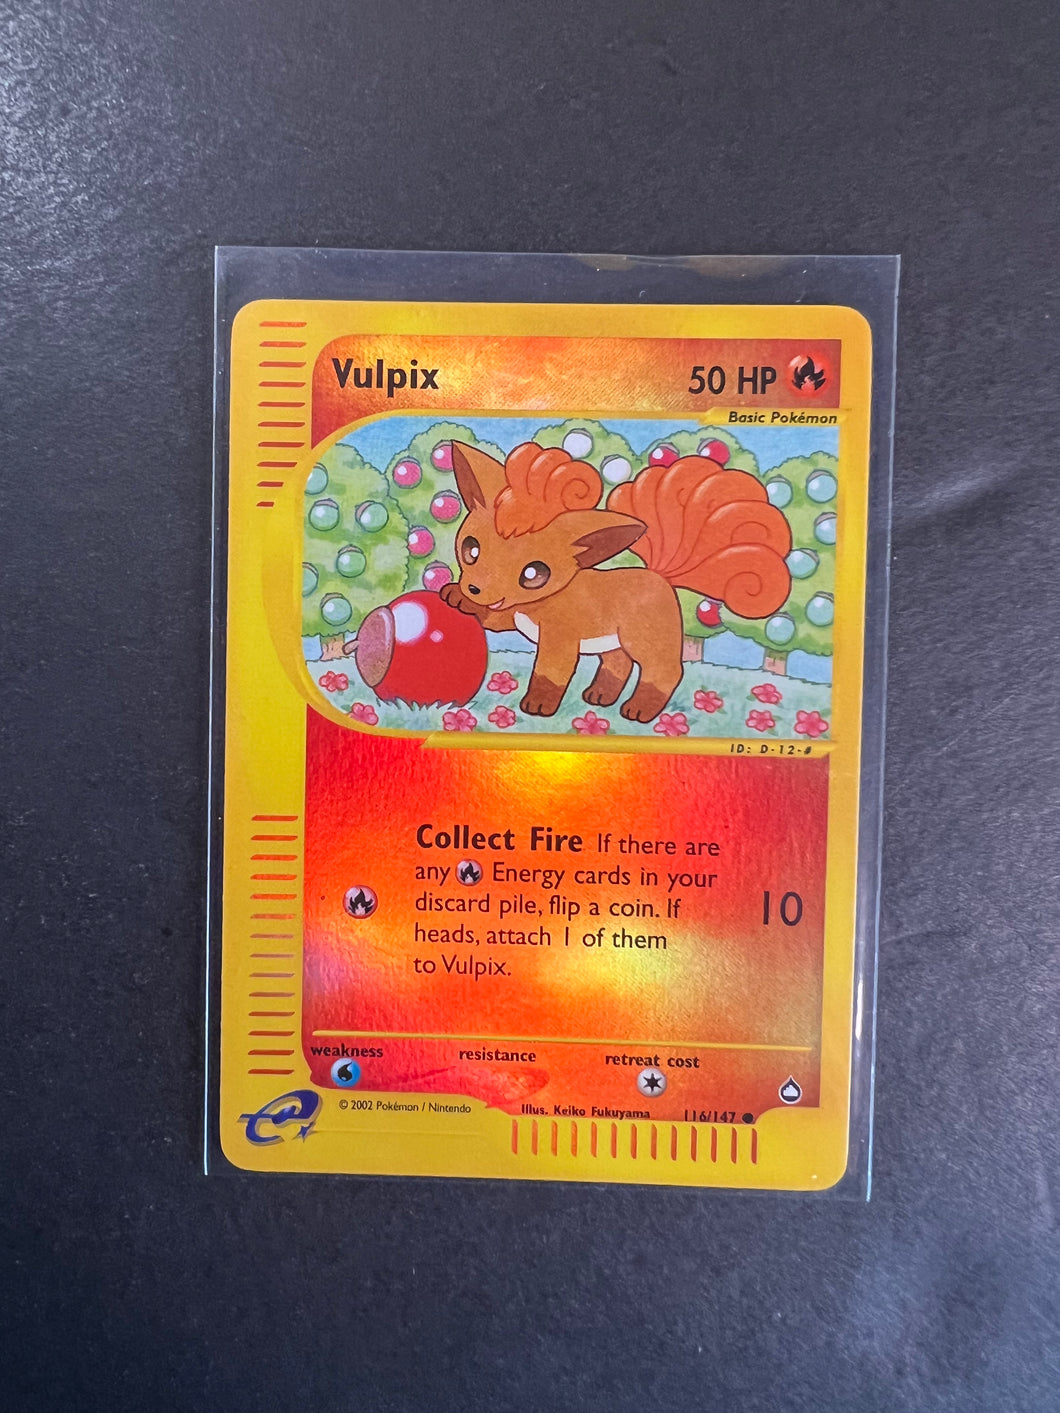 Vulpix
50 HP
Basic Pokémon
ID: D-12-#
Collect Fire If there are
any Energy cards in your
discard pile, flip a coin. If
heads, attach 1 of them
to Vulpix.
10
weakness
resistance
retreat cost
e
© 2002 Pokémon / Nintendo
Illus. Keiko Fukuyama
116/147